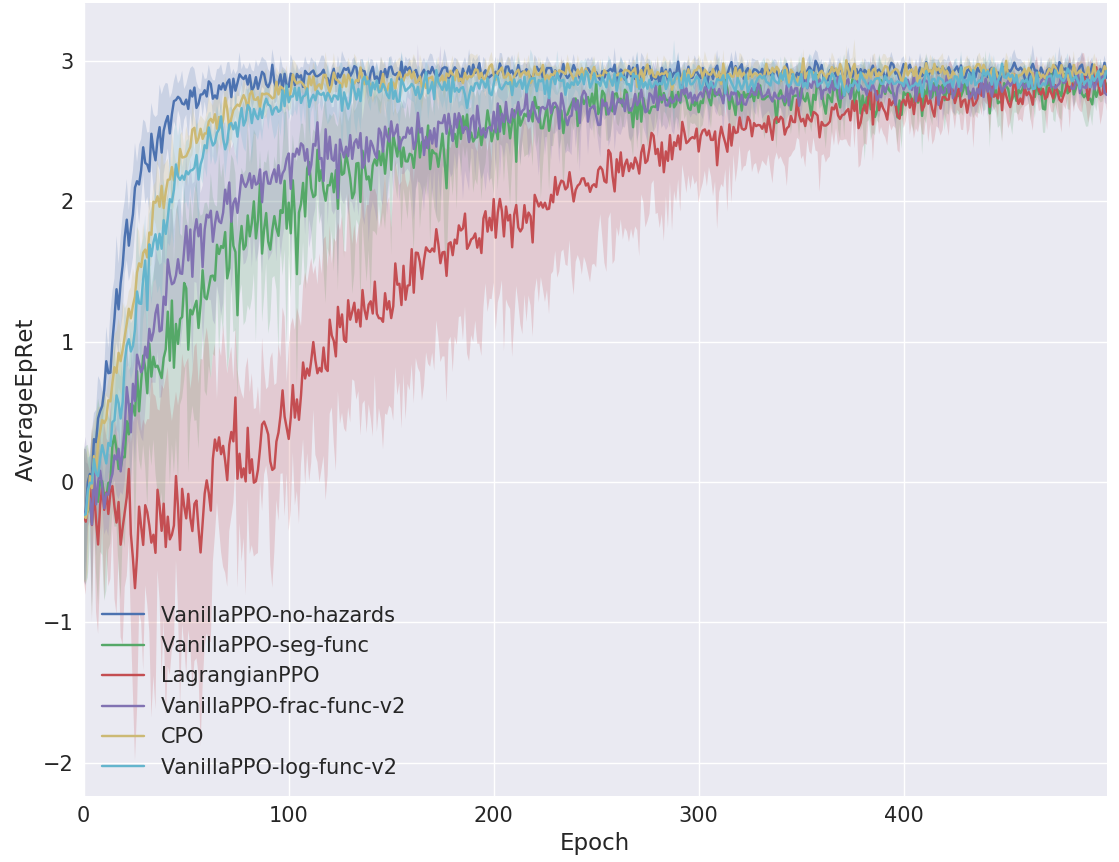 3
2
1
0
−1
−2
AverageEpRet
VanillaPPO-no-hazards
VanillaPPO-seg-func
LagrangianPPO
VanillaPPO-frac-func-v2
CPO
VanillaPPO-log-func-v2
0 100 200 300 400
Epoch